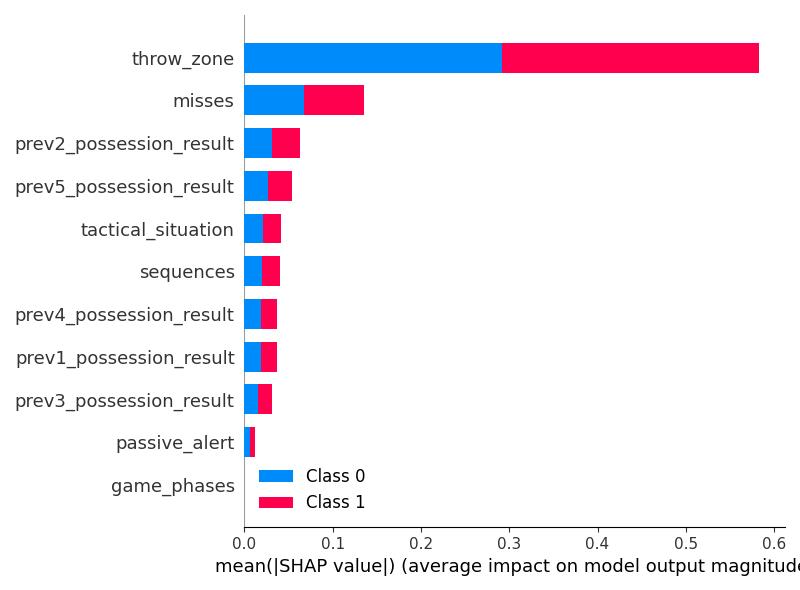 throw_zone
misses
prev2_possession_result
prev5_possession_result
tactical_situation
sequences
prev4_possession_result
prev1_possession_result
prev3_possession_result
passive_alert
game_phases
Class 0
Class 1
0.0 0.1 0.2 0.3 0.4 0.5 0.6
mean(|SHAP value|) (average impact on model output magnitude